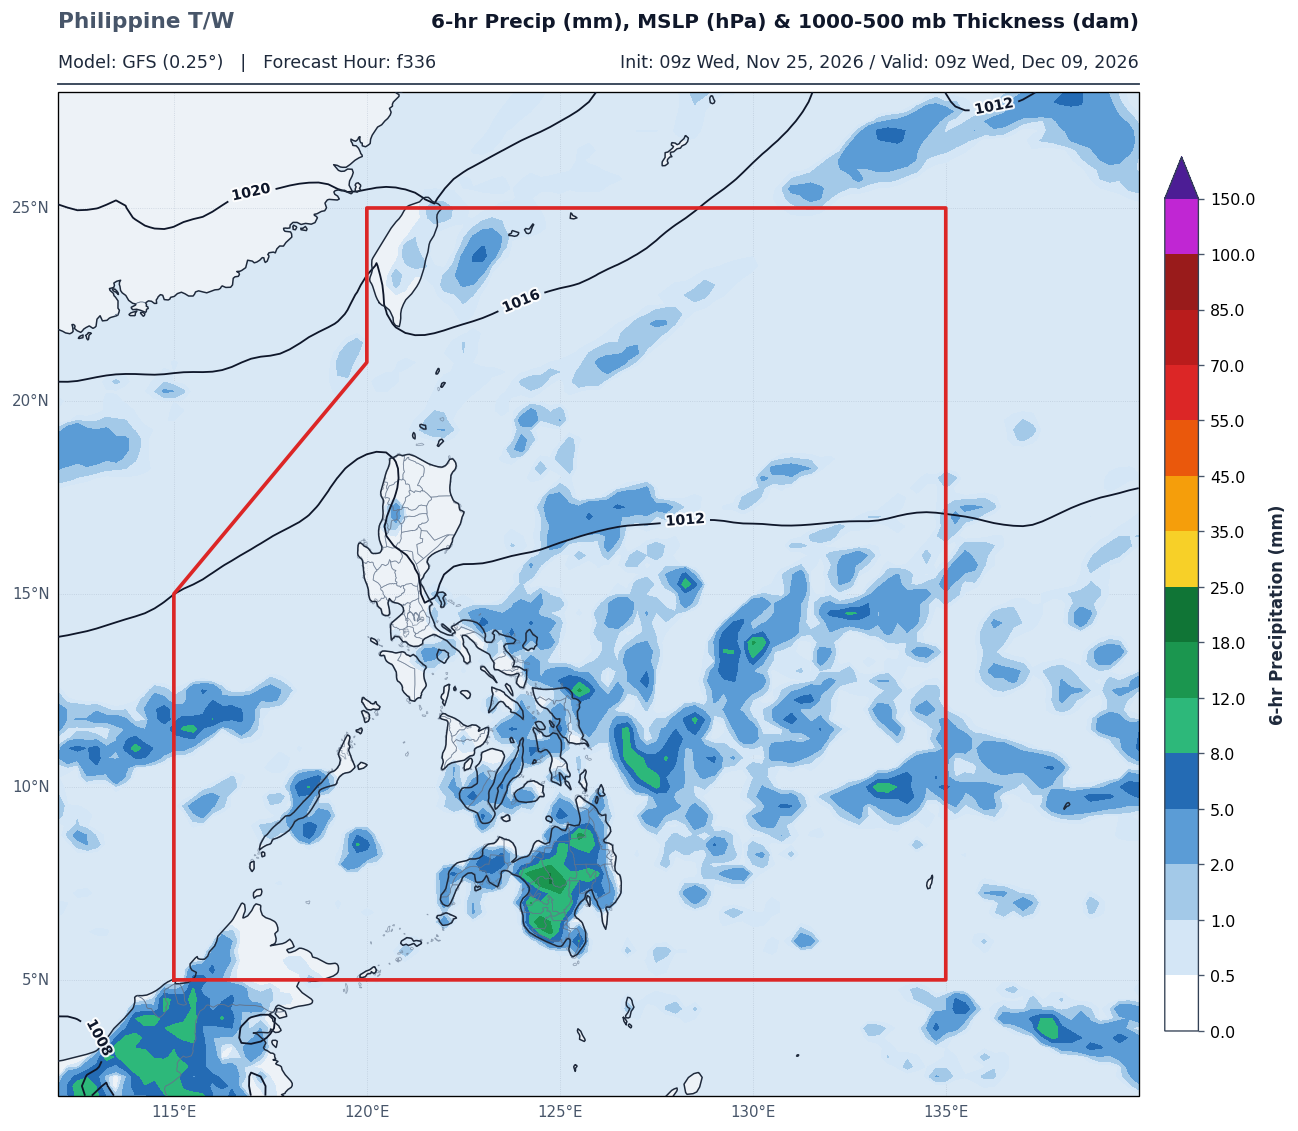 Philippine T/W
6-hr Precip (mm), MSLP (hPa) & 1000-500 mb Thickness (dam)
Model: GFS (0.25°) | Forecast Hour: f336
Init: 09z Wed, Nov 25, 2026 / Valid: 09z Wed, Dec 09, 2026
1012
1020
1016
1012
1008
25°N
20°N
15°N
10°N
5°N
115°E
120°E
125°E
130°E
135°E
150.0
100.0
85.0
70.0
55.0
45.0
35.0
25.0
18.0
12.0
8.0
5.0
2.0
1.0
0.5
0.0
6-hr Precipitation (mm)